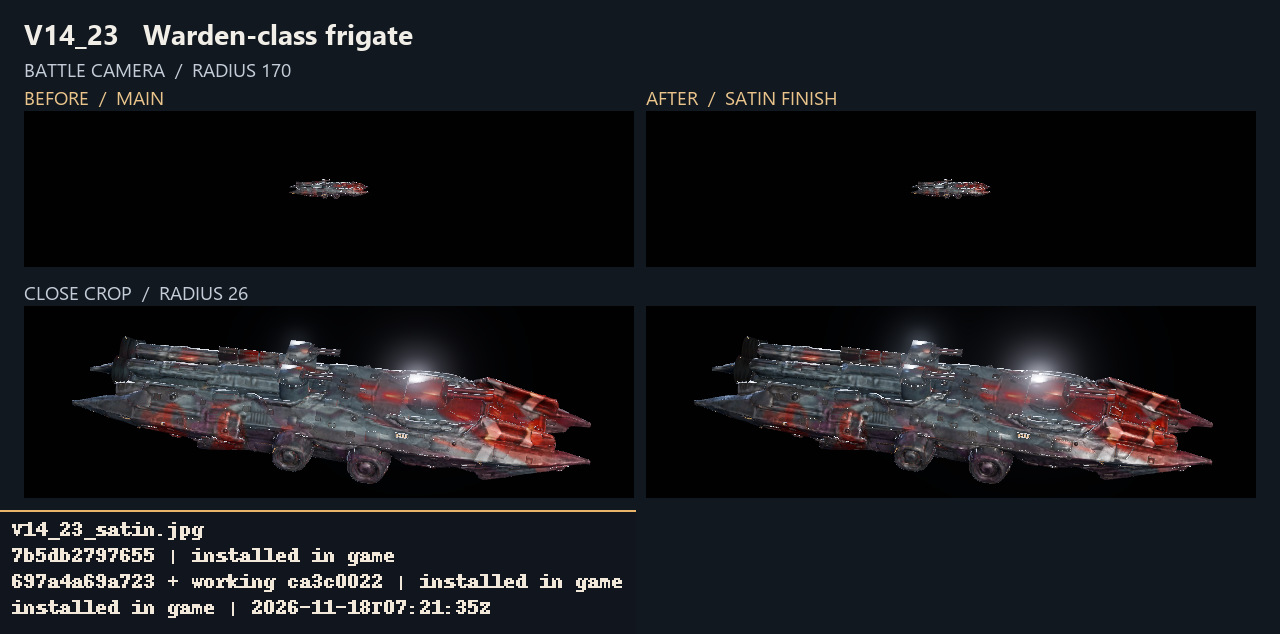 V14_23 Warden-class frigate
BATTLE CAMERA / RADIUS 170
BEFORE / MAIN
AFTER / SATIN FINISH
CLOSE CROP / RADIUS 26
V14_23_satin.jpg
7b5db2797655 | installed in game
697a4a69a723 + working ca3c0022 | installed in game
installed in game | 2026-11-18T07:21:35Z